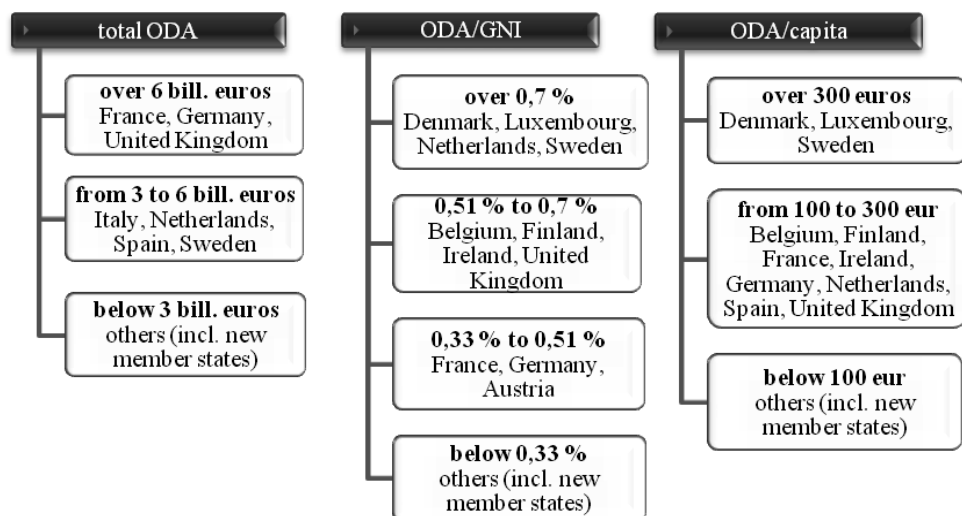 total ODA
over 6 bill. euros
France, Germany,
United Kingdom
from 3 to 6 bill. euros
Italy, Netherlands,
Spain, Sweden
below 3 bill. euros
others (incl. new
member states)
ODA/GNI
over 0,7 %
Denmark, Luxembourg,
Netherlands, Sweden
0,51 % to 0,7 %
Belgium, Finland,
Ireland, United
Kingdom
0,33 % to 0,51 %
France, Germany,
Austria
below 0,33 %
others (incl. new
member states)
ODA/capita
over 300 euros
Denmark, Luxembourg,
Sweden
from 100 to 300 eur
Belgium, Finland,
France, Ireland,
Germany, Netherlands,
Spain, United Kingdom
below 100 eur
others (incl. new
member states)